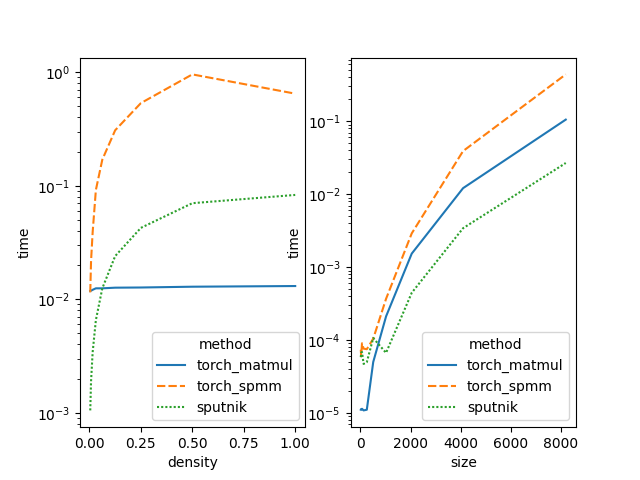 10⁰
10⁻¹
10⁻²
10⁻³
time
0.00 0.25 0.50 0.75 1.00
density
method
torch_matmul
torch_spmm
sputnik
10⁻¹
10⁻²
10⁻³
10⁻⁴
10⁻⁵
time
0 2000 4000 6000 8000
size
method
torch_matmul
torch_spmm
sputnik